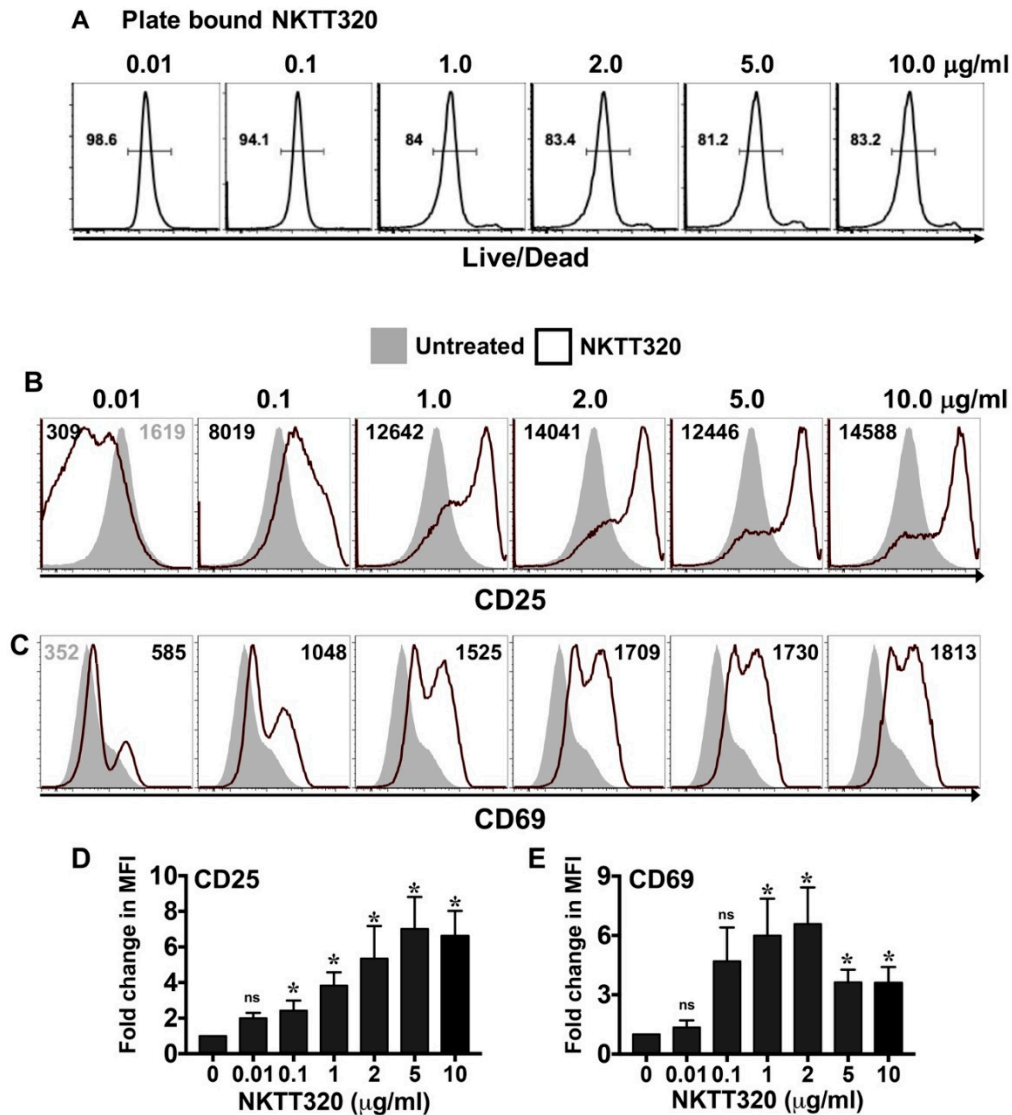 A Plate bound NKTT320
0.01 0.1 1.0 2.0 5.0 10.0 μg/ml
98.6 94.1 84 83.4 81.2 83.2
Live/Dead
Untreated NKTT320
B
0.01 0.1 1.0 2.0 5.0 10.0 μg/ml
309 1619 8019 12642 14041 12446 14588
CD25
C
352 585 1048 1525 1709 1730 1813
CD69
D
CD25
Fold change in MFI
10
8
6
4
2
0
ns * * * * *
0 0.01 0.1 1 2 5 10
NKTT320 (μg/ml)
E
CD69
Fold change in MFI
9
6
3
0
ns ns * * * *
0 0.01 0.1 1 2 5 10
NKTT320 (μg/ml)